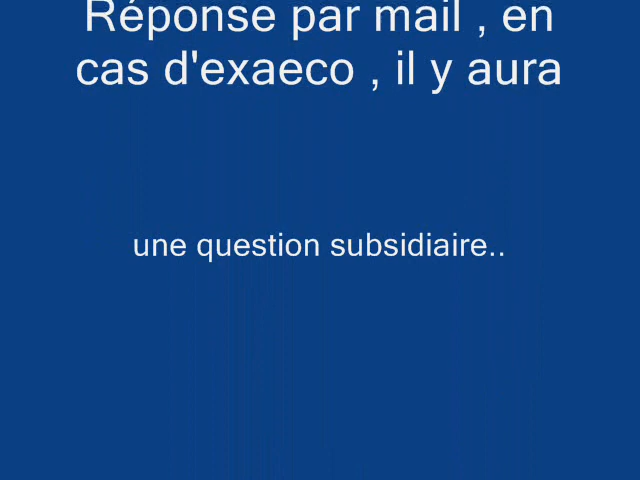 Réponse par mail , en
cas d'exaeco , il y aura
une question subsidiaire..